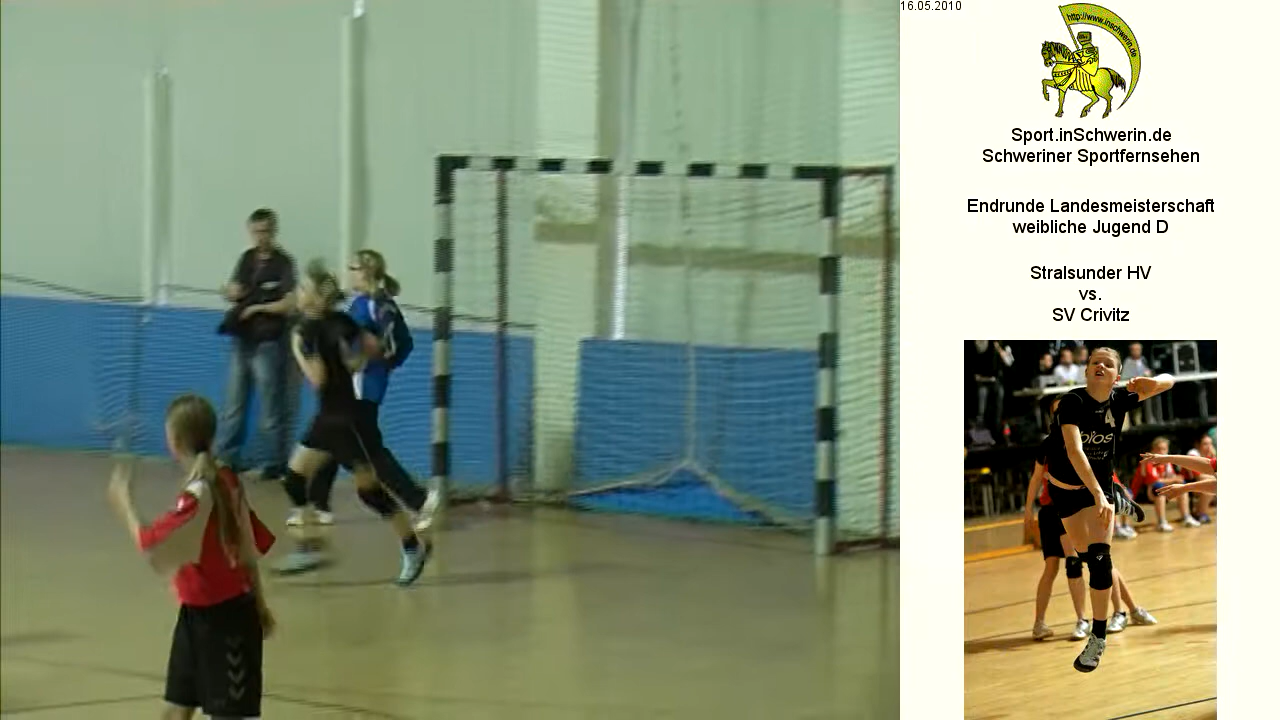 16.05.2010
http://www.inschwerin.de
Sport.inSchwerin.de
Schweriner Sportfernsehen
Endrunde Landesmeisterschaft
weibliche Jugend D
Stralsunder HV
vs.
SV Crivitz
4